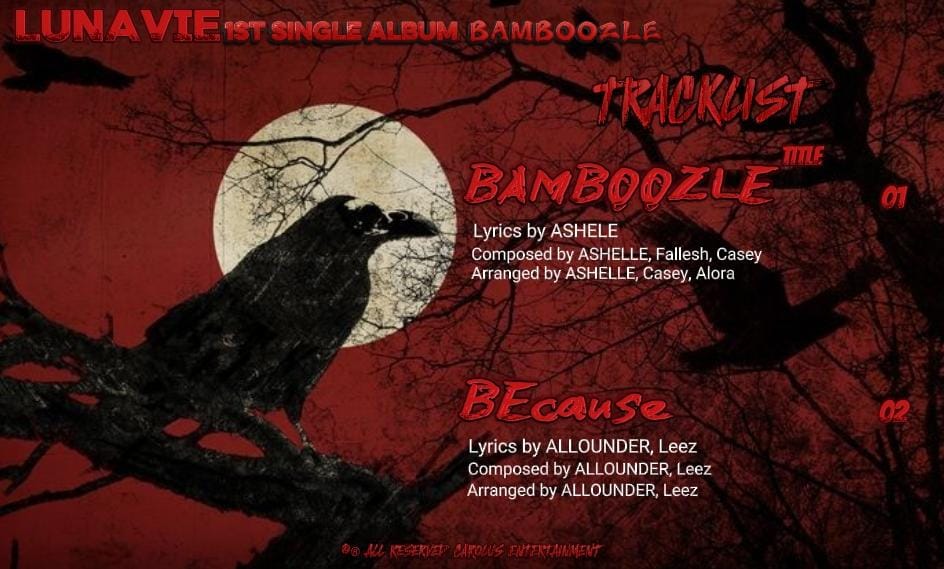 LUNAVIE 1ST SINGLE ALBUM BAMBOOZLE
TRACKLIST
TITLE
BAMBOOZLE 01
Lyrics by ASHELE
Composed by ASHELLE, Fallesh, Casey
Arranged by ASHELLE, Casey, Alora
BEcause 02
Lyrics by ALLOUNDER, Leez
Composed by ALLOUNDER, Leez
Arranged by ALLOUNDER, Leez
ALL RESERVED CAROLUS ENTERTAINMENT